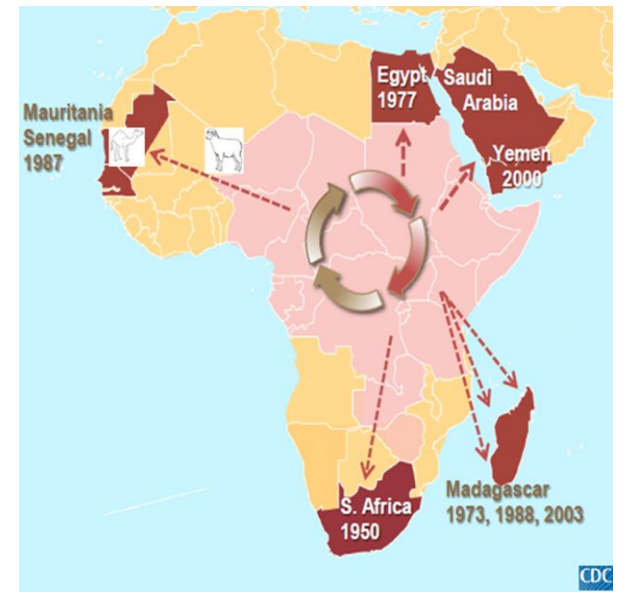 Egypt
1977
Saudi
Arabia
Mauritania
Senegal
1987
Yemen
2000
Madagascar
1973, 1988, 2003
S. Africa
1950
CDC